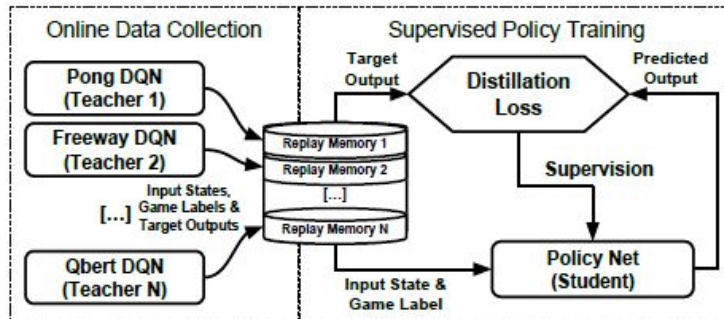 Online Data Collection
Pong DQN
(Teacher 1)
Freeway DQN
(Teacher 2)
[...]
Input States,
Game Labels &
Target Outputs
Qbert DQN
(Teacher N)
Replay Memory 1
Replay Memory 2
[...]
Replay Memory N
Supervised Policy Training
Target
Output
Distillation
Loss
Predicted
Output
Supervision
Policy Net
(Student)
Input State &
Game Label